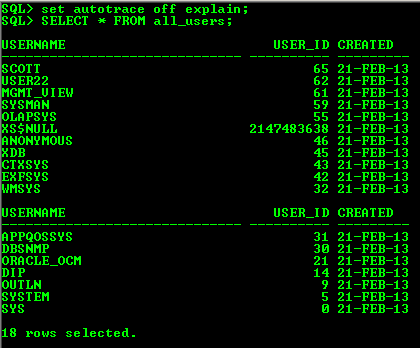 SQL> set autotrace off explain;
SQL> SELECT * FROM all_users;
USERNAME USER_ID CREATED
------------------------------ ---------- ---------
SCOTT 65 21-FEB-13
USER22 62 21-FEB-13
MGMT_VIEW 61 21-FEB-13
SYSMAN 59 21-FEB-13
OLAPSYS 55 21-FEB-13
XS$NULL 2147483638 21-FEB-13
ANONYMOUS 46 21-FEB-13
XDB 45 21-FEB-13
CTXSYS 43 21-FEB-13
EXFSYS 42 21-FEB-13
WMSYS 32 21-FEB-13
USERNAME USER_ID CREATED
------------------------------ ---------- ---------
APPQOSSYS 31 21-FEB-13
DBSNMP 30 21-FEB-13
ORACLE_OCM 21 21-FEB-13
DIP 14 21-FEB-13
OUTLN 9 21-FEB-13
SYSTEM 5 21-FEB-13
SYS 0 21-FEB-13
18 rows selected.